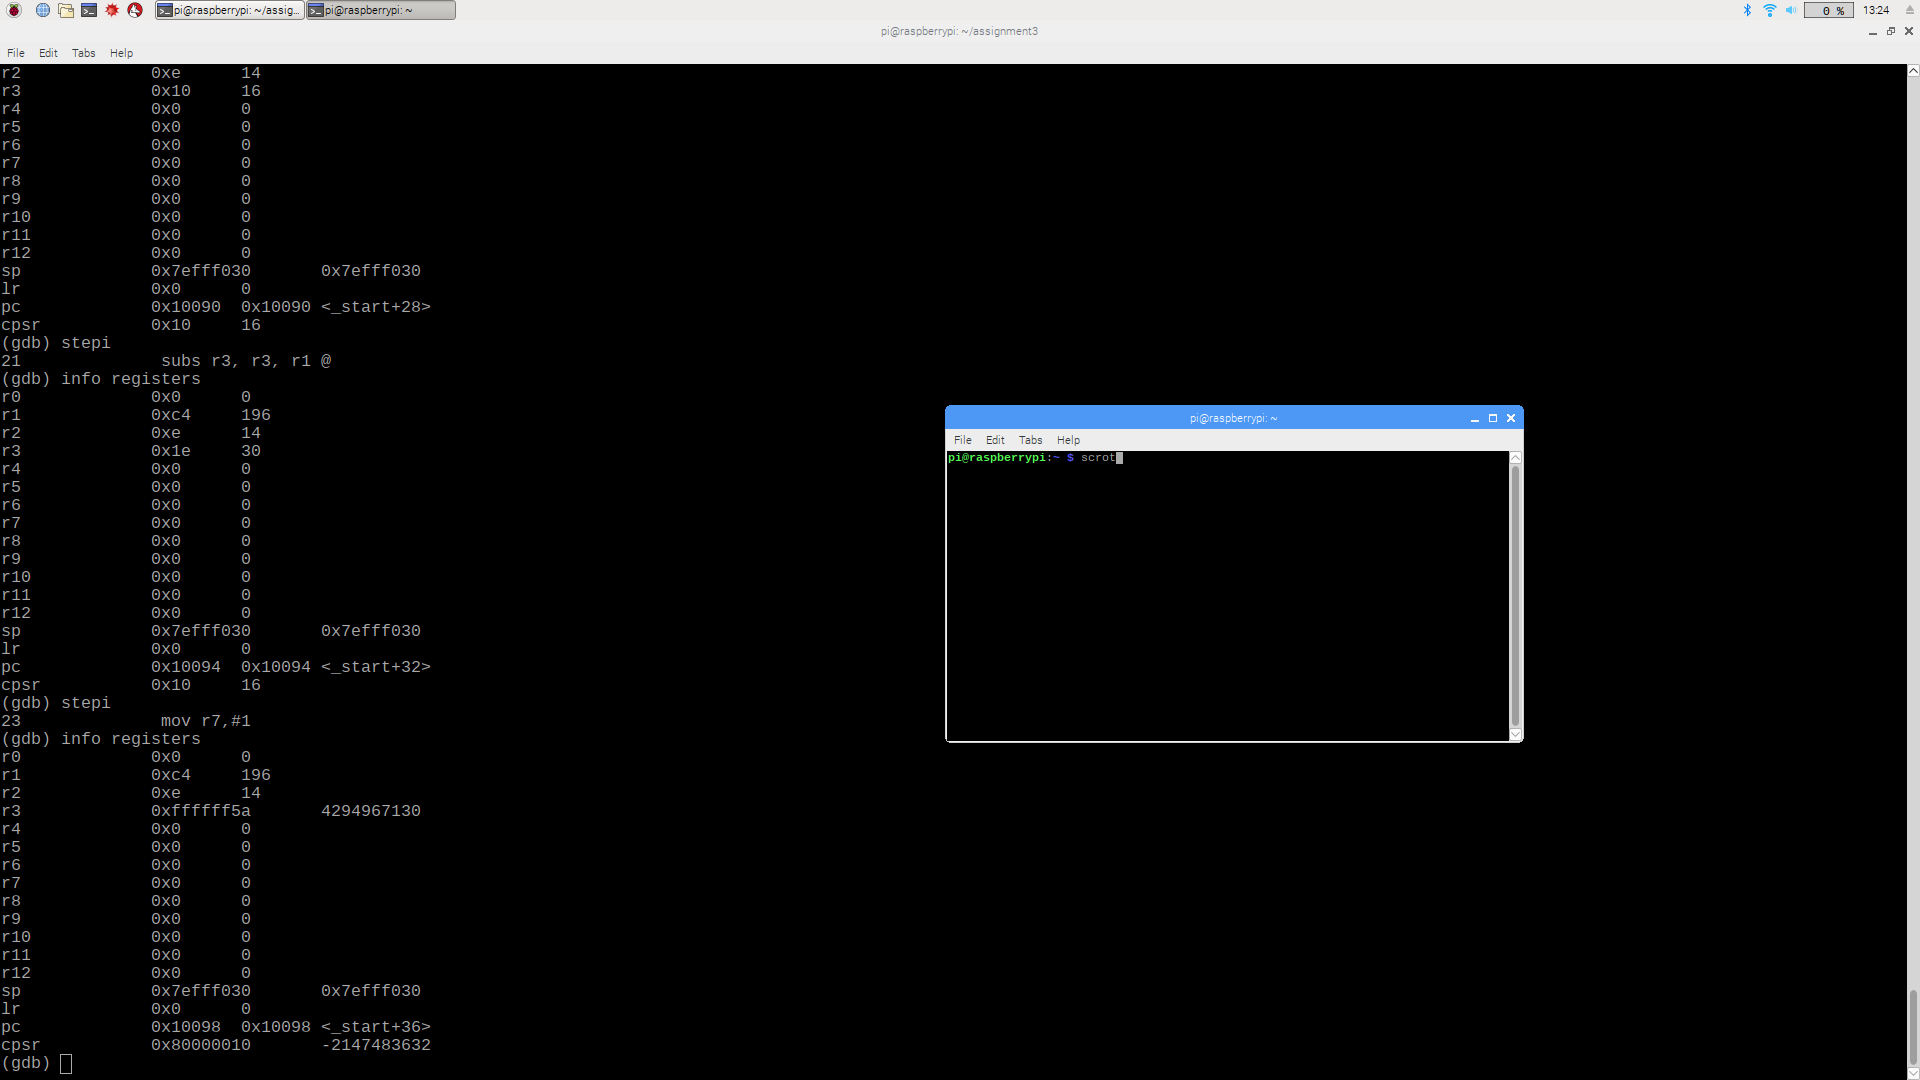 pi@raspberrypi: ~/assig... pi@raspberrypi: ~ 0 % 13:24
pi@raspberrypi: ~/assignment3
File Edit Tabs Help
r2 0xe 14
r3 0x10 16
r4 0x0 0
r5 0x0 0
r6 0x0 0
r7 0x0 0
r8 0x0 0
r9 0x0 0
r10 0x0 0
r11 0x0 0
r12 0x0 0
sp 0x7efff030 0x7efff030
lr 0x0 0
pc 0x10090 0x10090 <_start+28>
cpsr 0x10 16
(gdb) stepi
21 subs r3, r3, r1 @
(gdb) info registers
r0 0x0 0
r1 0xc4 196
r2 0xe 14
r3 0x1e 30
r4 0x0 0
r5 0x0 0
r6 0x0 0
r7 0x0 0
r8 0x0 0
r9 0x0 0
r10 0x0 0
r11 0x0 0
r12 0x0 0
sp 0x7efff030 0x7efff030
lr 0x0 0
pc 0x10094 0x10094 <_start+32>
cpsr 0x10 16
(gdb) stepi
23 mov r7,#1
(gdb) info registers
r0 0x0 0
r1 0xc4 196
r2 0xe 14
r3 0xffffff5a 4294967130
r4 0x0 0
r5 0x0 0
r6 0x0 0
r7 0x0 0
r8 0x0 0
r9 0x0 0
r10 0x0 0
r11 0x0 0
r12 0x0 0
sp 0x7efff030 0x7efff030
lr 0x0 0
pc 0x10098 0x10098 <_start+36>
cpsr 0x80000010 -2147483632
(gdb)
pi@raspberrypi: ~
File Edit Tabs Help
pi@raspberrypi:~ $ scrot